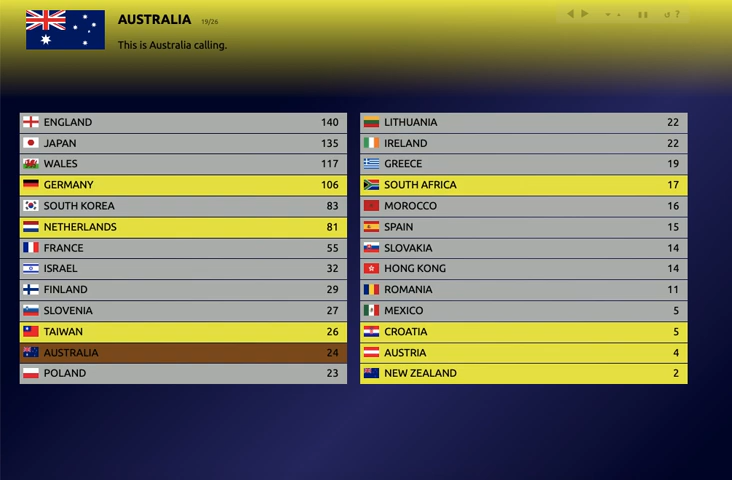 AUSTRALIA 19/26
This is Australia calling.
ENGLAND 140
JAPAN 135
WALES 117
GERMANY 106
SOUTH KOREA 83
NETHERLANDS 81
FRANCE 55
ISRAEL 32
FINLAND 29
SLOVENIA 27
TAIWAN 26
AUSTRALIA 24
POLAND 23
LITHUANIA 22
IRELAND 22
GREECE 19
SOUTH AFRICA 17
MOROCCO 16
SPAIN 15
SLOVAKIA 14
HONG KONG 14
ROMANIA 11
MEXICO 5
CROATIA 5
AUSTRIA 4
NEW ZEALAND 2